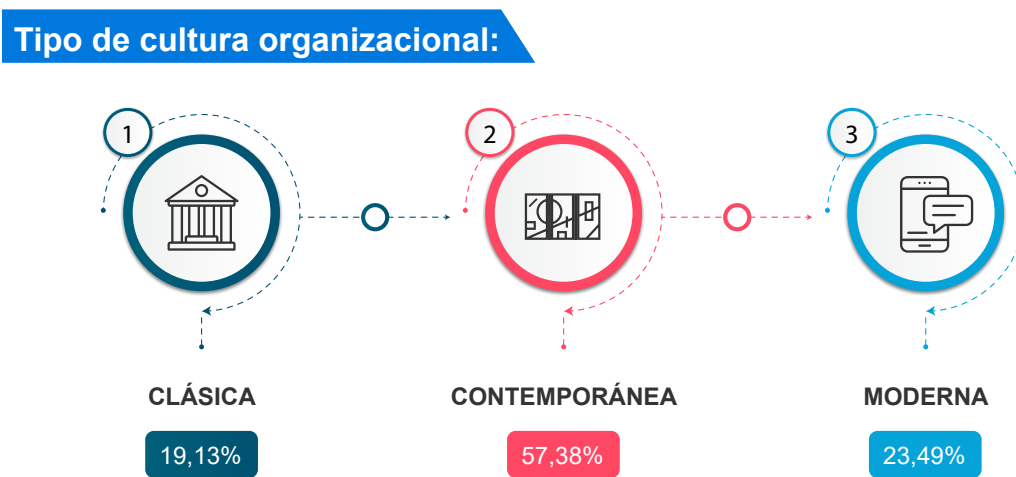 Tipo de cultura organizacional:
1
2
3
CLÁSICA
CONTEMPORÁNEA
MODERNA
19,13%
57,38%
23,49%